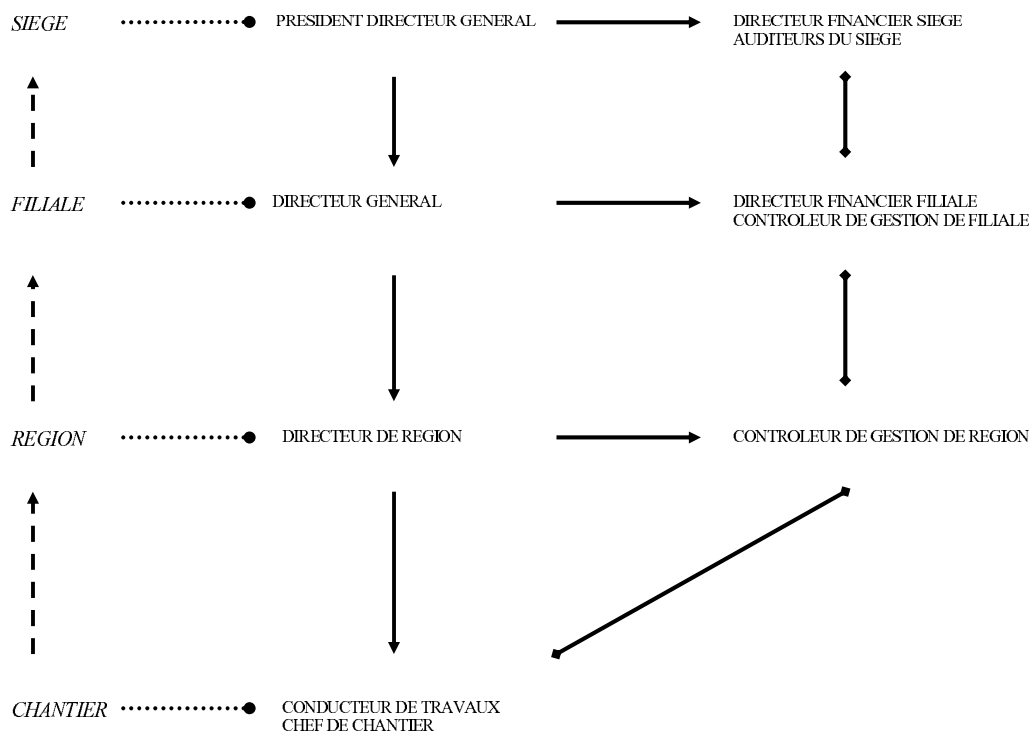 SIEGE
PRESIDENT DIRECTEUR GENERAL
DIRECTEUR FINANCIER SIEGE
AUDITEURS DU SIEGE
FILIALE
DIRECTEUR GENERAL
DIRECTEUR FINANCIER FILIALE
CONTROLEUR DE GESTION DE FILIALE
REGION
DIRECTEUR DE REGION
CONTROLEUR DE GESTION DE REGION
CHANTIER
CONDUCTEUR DE TRAVAUX
CHEF DE CHANTIER